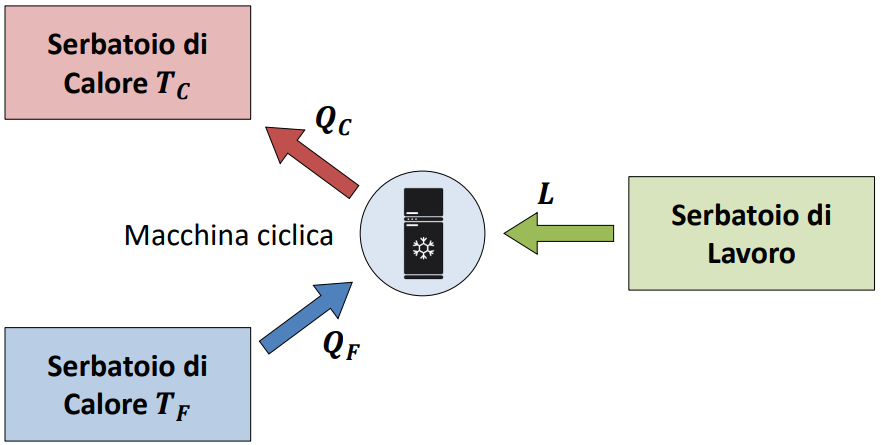 Serbatoio di
Calore T_C
Q_C
L
Serbatoio di
Lavoro
Macchina ciclica
Q_F
Serbatoio di
Calore T_F